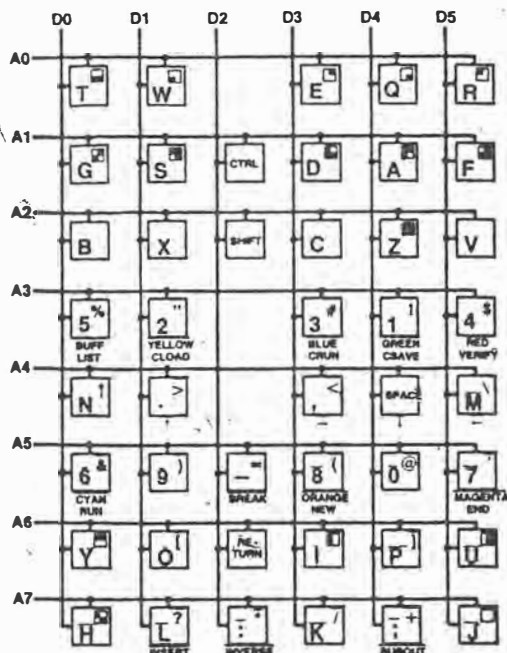 D0 D1 D2 D3 D4 D5
A0
T W E Q R
A1
G S CTRL D A F
A2
B X SHIFT C Z V
A3
5 % 2 " 3 # 1 4 $
BUFF LIST YELLOW CLOAD BLUE CRUN GREEN CSAVE RED VERIFY
A4
N ↑ . > , < SPACE M \
A5
6 & 9 ) – = 8 ( 0 @ 7 '
CYAN RUN BREAK ORANGE NEW MAGENTA END
A6
Y O [ RE-TURN I P ] U
A7
H L ? : * K / ; + J
INSERT INVERSE RUBOUT